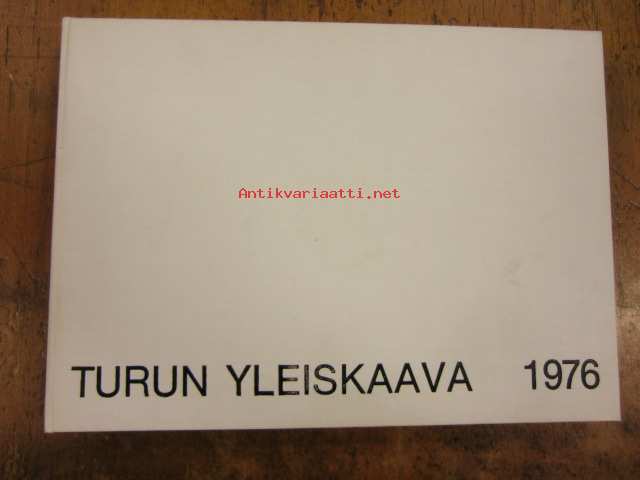 Antikvariaatti.net
TURUN YLEISKAAVA 1976